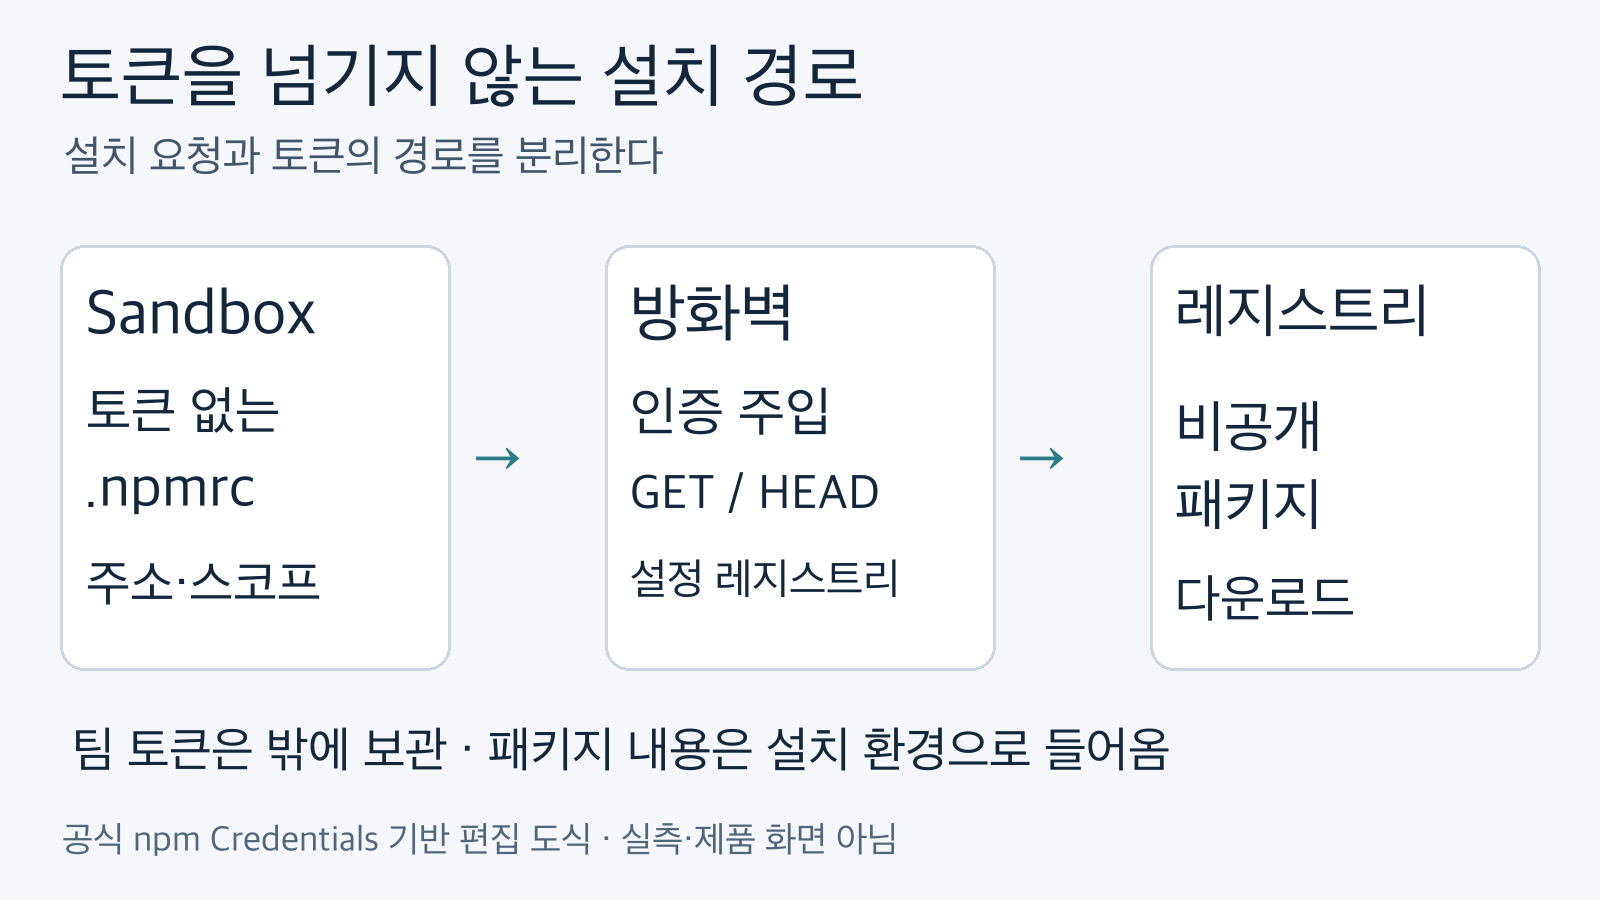 토큰을 넘기지 않는 설치 경로
설치 요청과 토큰의 경로를 분리한다
Sandbox
토큰 없는
.npmrc
주소·스코프
→
방화벽
인증 주입
GET / HEAD
설정 레지스트리
→
레지스트리
비공개
패키지
다운로드
팀 토큰은 밖에 보관 · 패키지 내용은 설치 환경으로 들어옴
공식 npm Credentials 기반 편집 도식 · 실측·제품 화면 아님